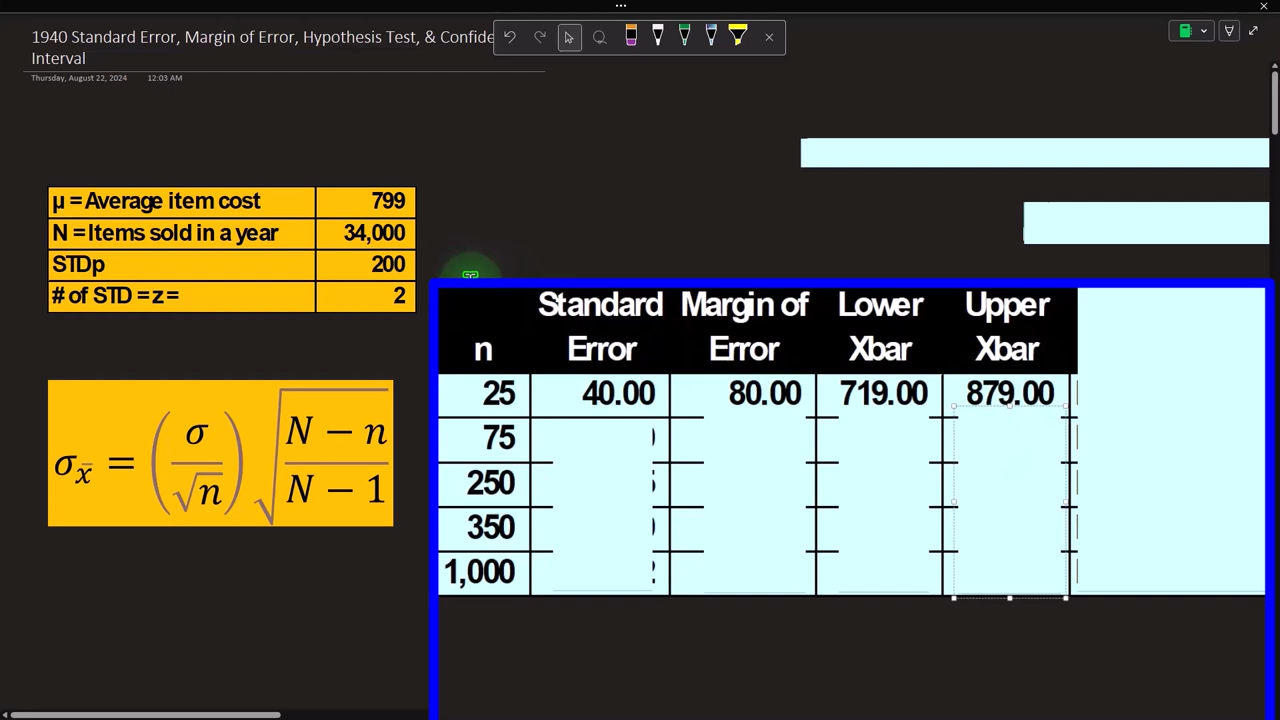 1940 Standard Error, Margin of Error, Hypothesis Test, & Confide
Interval
Thursday, August 22, 2024 12:03 AM
μ = Average item cost 799
N = Items sold in a year 34,000
STDp 200
# of STD = z = 2
σx̄ = (σ/√n) √((N − n)/(N − 1))
n Standard Error Margin of Error Lower Xbar Upper Xbar
25 40.00 80.00 719.00 879.00
75
250
350
1,000